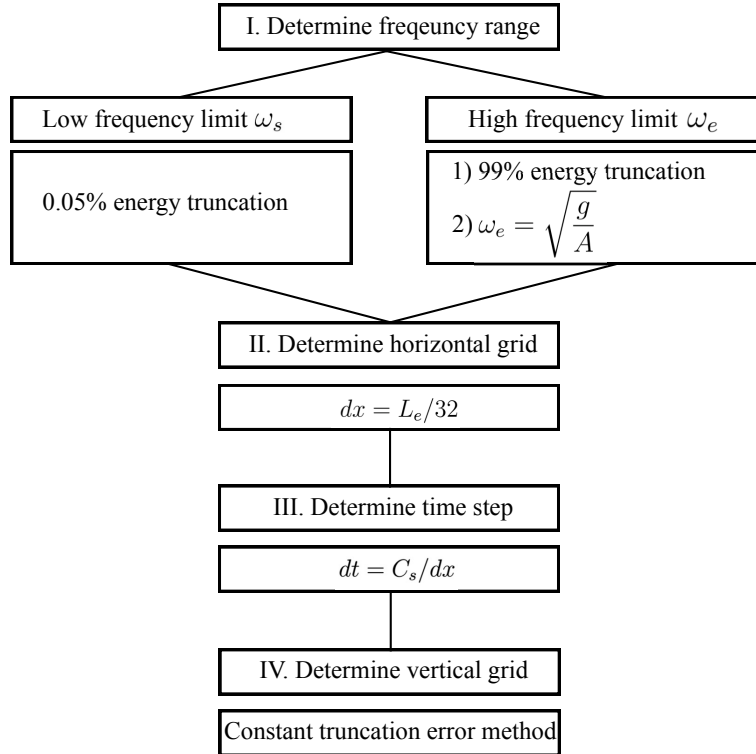 I. Determine freqeuncy range
Low frequency limit ω_s
High frequency limit ω_e
0.05% energy truncation
1) 99% energy truncation
2) ω_e = √(g/A)
II. Determine horizontal grid
dx = L_e/32
III. Determine time step
dt = C_s/dx
IV. Determine vertical grid
Constant truncation error method